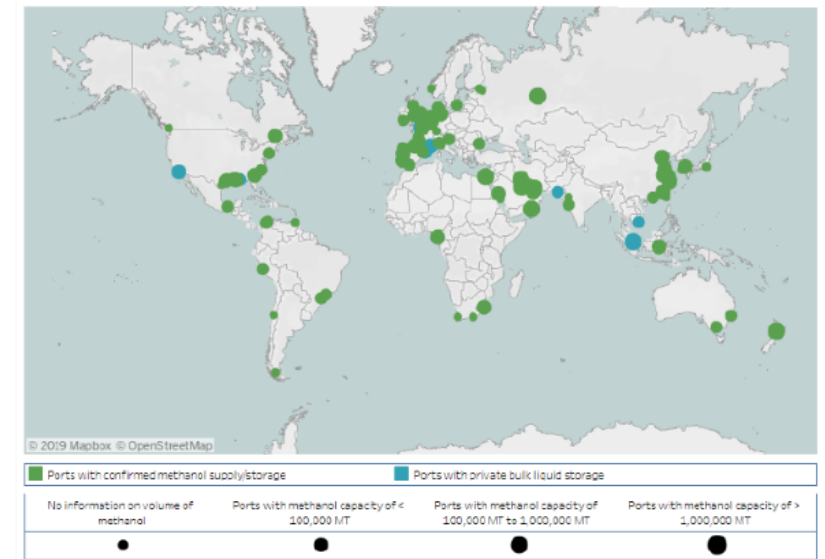 © 2019 Mapbox © OpenStreetMap
Ports with confirmed methanol supply/storage
Ports with private bulk liquid storage
No information on volume of
methanol
Ports with methanol capacity of <
100,000 MT
Ports with methanol capacity of
100,000 MT to 1,000,000 MT
Ports with methanol capacity of >
1,000,000 MT